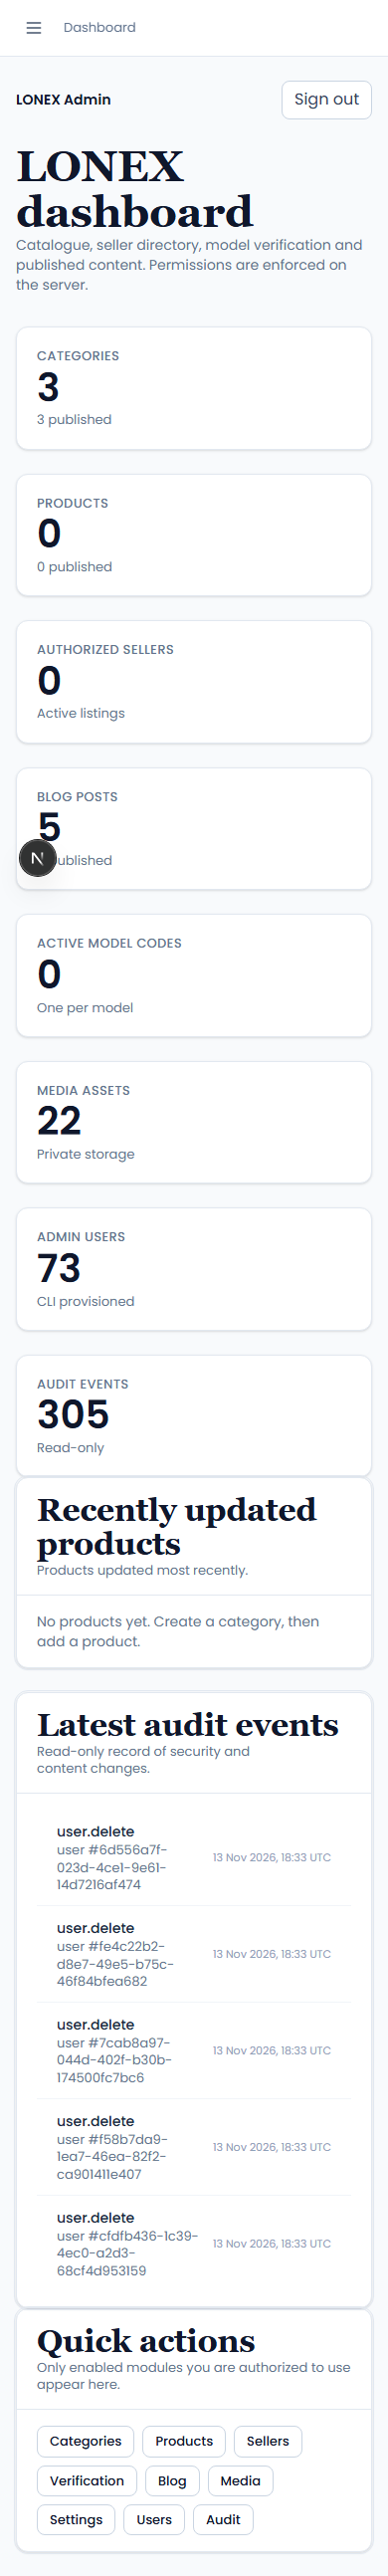 Dashboard
LONEX Admin
Sign out
LONEX
dashboard
Catalogue, seller directory, model verification and
published content. Permissions are enforced on
the server.
CATEGORIES
3
3 published
PRODUCTS
0
0 published
AUTHORIZED SELLERS
0
Active listings
BLOG POSTS
5
N
ublished
ACTIVE MODEL CODES
0
One per model
MEDIA ASSETS
22
Private storage
ADMIN USERS
73
CLI provisioned
AUDIT EVENTS
305
Read-only
Recently updated
products
Products updated most recently.
No products yet. Create a category, then
add a product.
Latest audit events
Read-only record of security and
content changes.
user.delete
user #6d556a7f-
023d-4ce1-9e61-
14d7216af474
13 Nov 2026, 18:33 UTC
user.delete
user #fe4c22b2-
d8e7-49e5-b75c-
46f84bfea682
13 Nov 2026, 18:33 UTC
user.delete
user #7cab8a97-
044d-402f-b30b-
174500fc7bc6
13 Nov 2026, 18:33 UTC
user.delete
user #f58b7da9-
1ea7-46ea-82f2-
ca901411e407
13 Nov 2026, 18:33 UTC
user.delete
user #cfdfb436-1c39-
4ec0-a2d3-
68cf4d953159
13 Nov 2026, 18:33 UTC
Quick actions
Only enabled modules you are authorized to use
appear here.
Categories
Products
Sellers
Verification
Blog
Media
Settings
Users
Audit